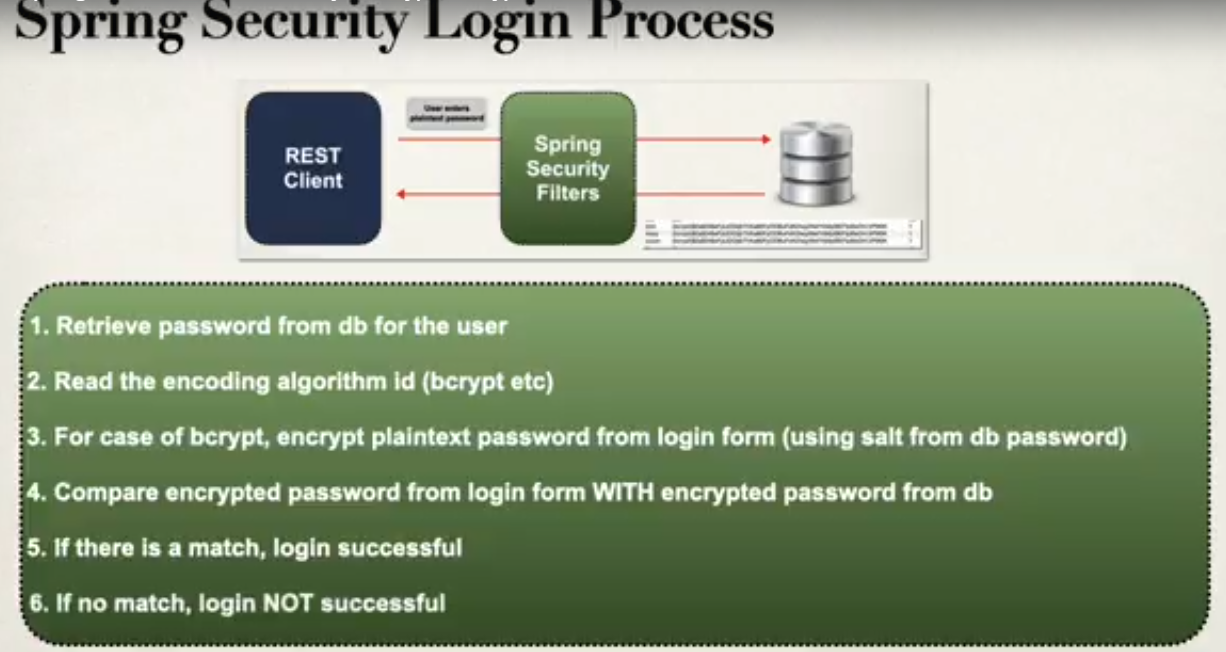 Spring Security Login Process
User enters
plaintext password
REST
Client
Spring
Security
Filters
1. Retrieve password from db for the user
2. Read the encoding algorithm id (bcrypt etc)
3. For case of bcrypt, encrypt plaintext password from login form (using salt from db password)
4. Compare encrypted password from login form WITH encrypted password from db
5. If there is a match, login successful
6. If no match, login NOT successful